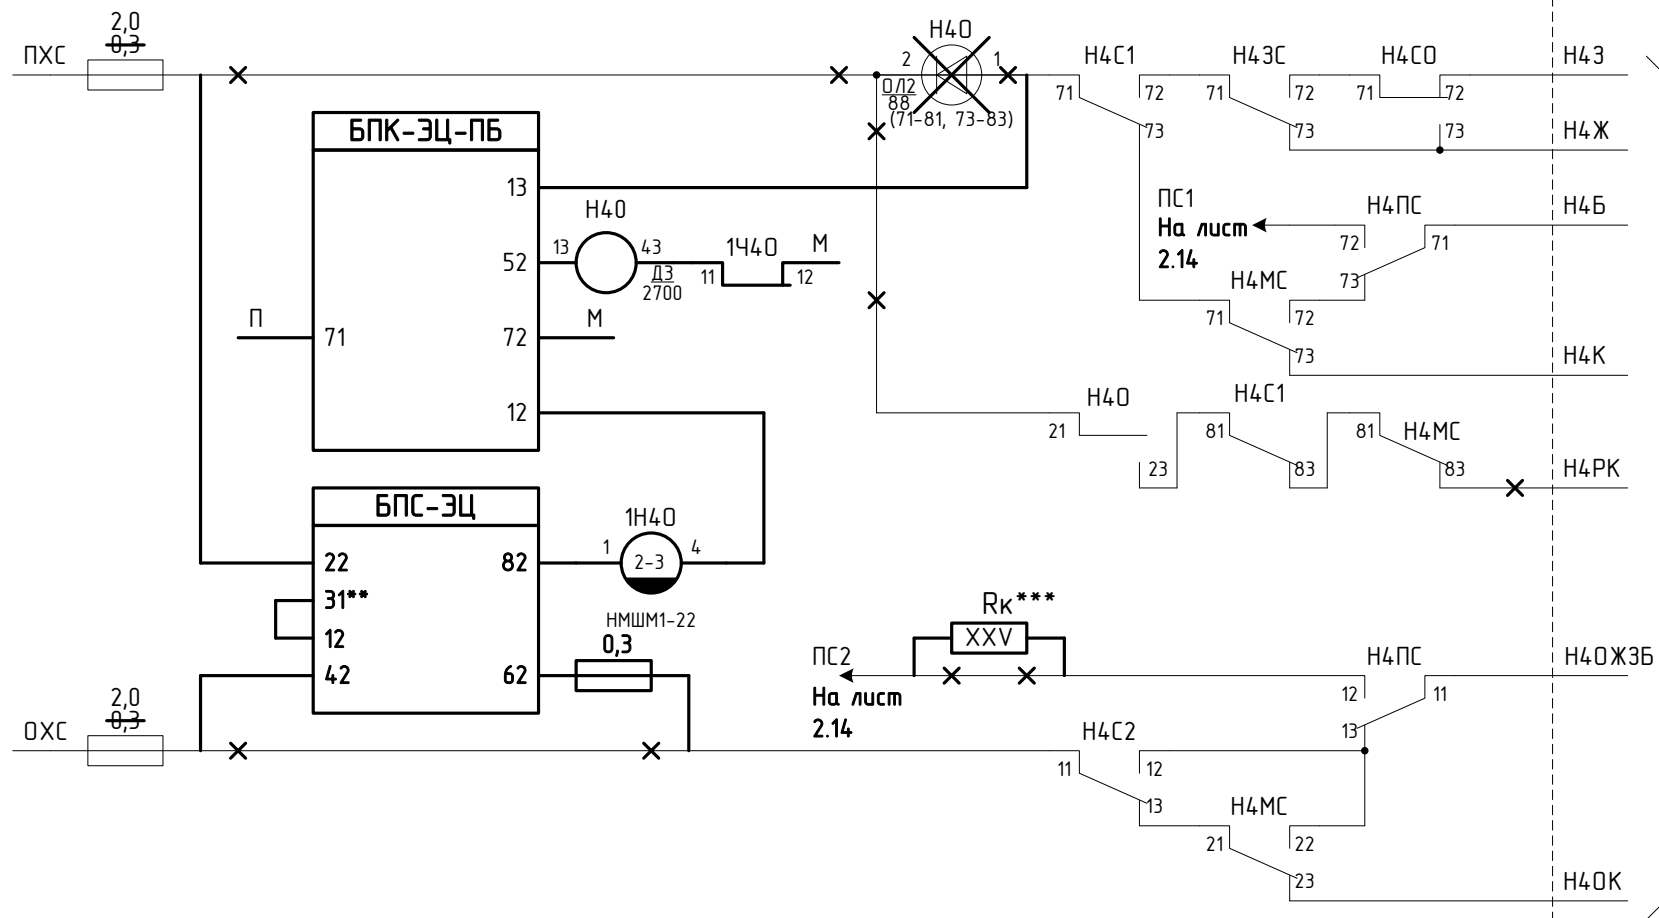 2,0
0,3
ПХС
БПК-ЭЦ-ПБ
13
Н4О
13
43
ДЗ
2700
52
1Ч4О
11
12
М
П
71
72
М
12
БПС-ЭЦ
22
31**
12
42
82
62
1Н4О
1
2-3
4
НМШМ1-22
0,3
2,0
0,3
ОХС
Н4О
2
1
ОЛ2
88
(71-81, 73-83)
Н4С1
71
72
73
Н4ЗС
71
72
73
Н4СО
71
72
73
Н4З
Н4Ж
ПС1
На лист
2.14
Н4ПС
72
71
73
Н4Б
Н4МС
71
72
73
Н4К
Н4О
21
23
Н4С1
81
83
81
Н4МС
83
Н4РК
Rк***
XXV
ПС2
На лист
2.14
Н4ПС
12
11
13
Н4ОЖЗБ
Н4С2
11
12
13
Н4МС
21
22
23
Н4ОК